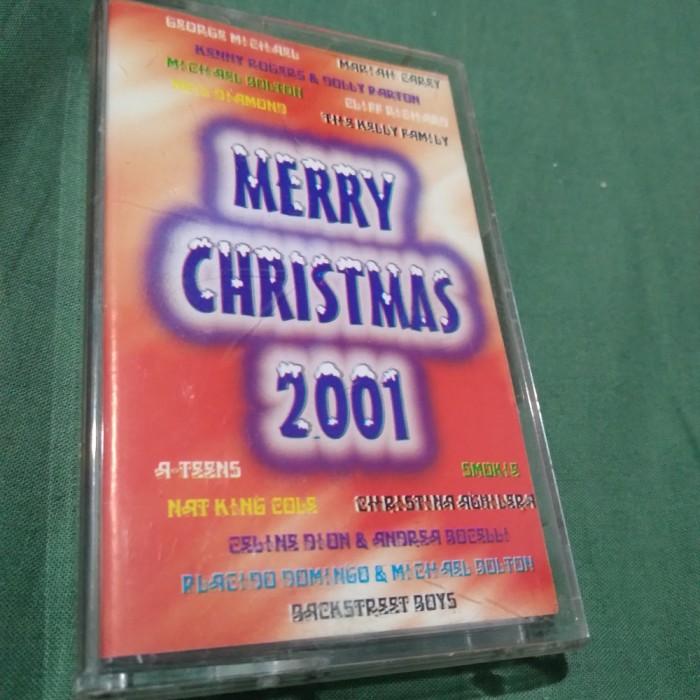 GEORGE MICHAEL
MARIAH CAREY
KENNY ROGERS & DOLLY PARTON
MICHAEL BOLTON
CLIFF RICHARD
NEIL DIAMOND
THE KELLY FAMILY
MERRY
CHRISTMAS
2001
A-TEENS
SMOKIE
NAT KING COLE
CHRISTINA AGHILERA
CELINE DION & ANDREA BOCELLI
PLACIDO DOMINGO & MICHAEL BOLTON
BACKSTREET BOYS